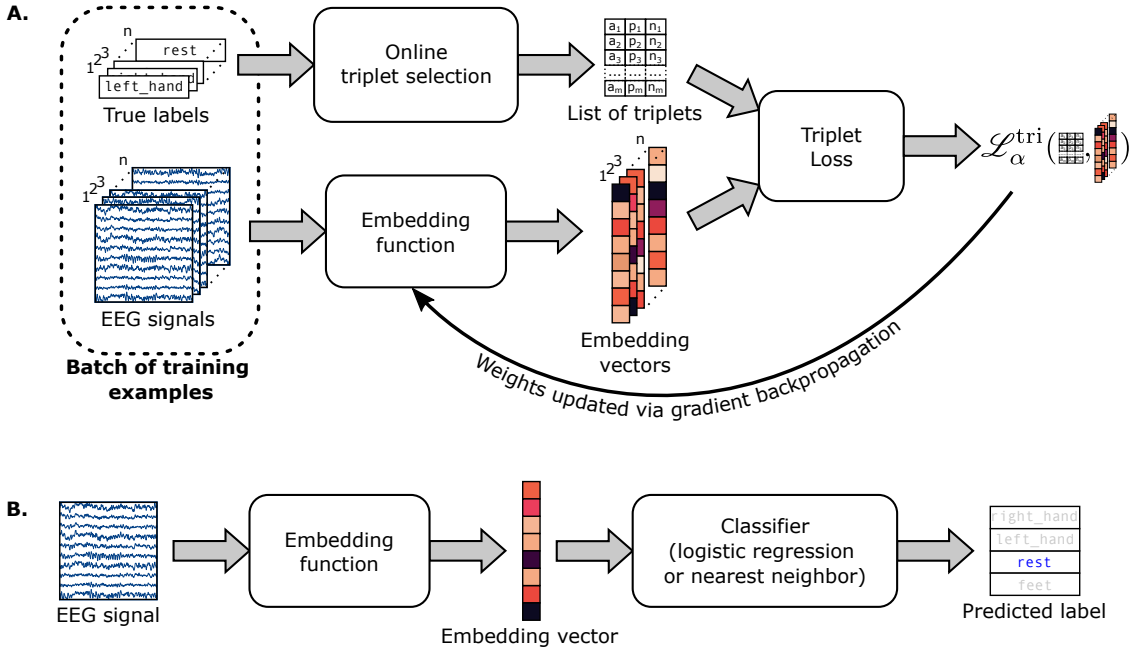 A.
n
rest
1 2 3
left_hand
True labels
Online
triplet selection
a₁ p₁ n₁
a₂ p₂ n₂
a₃ p₃ n₃
aₘ pₘ nₘ
List of triplets
n
1 2 3
EEG signals
Batch of training
examples
Embedding
function
n
1 2 3
Embedding
vectors
Triplet
Loss
ℒ_α^tri( , )
Weights updated via gradient backpropagation
B.
EEG signal
Embedding
function
Embedding vector
Classifier
(logistic regression
or nearest neighbor)
right_hand
left_hand
rest
feet
Predicted label